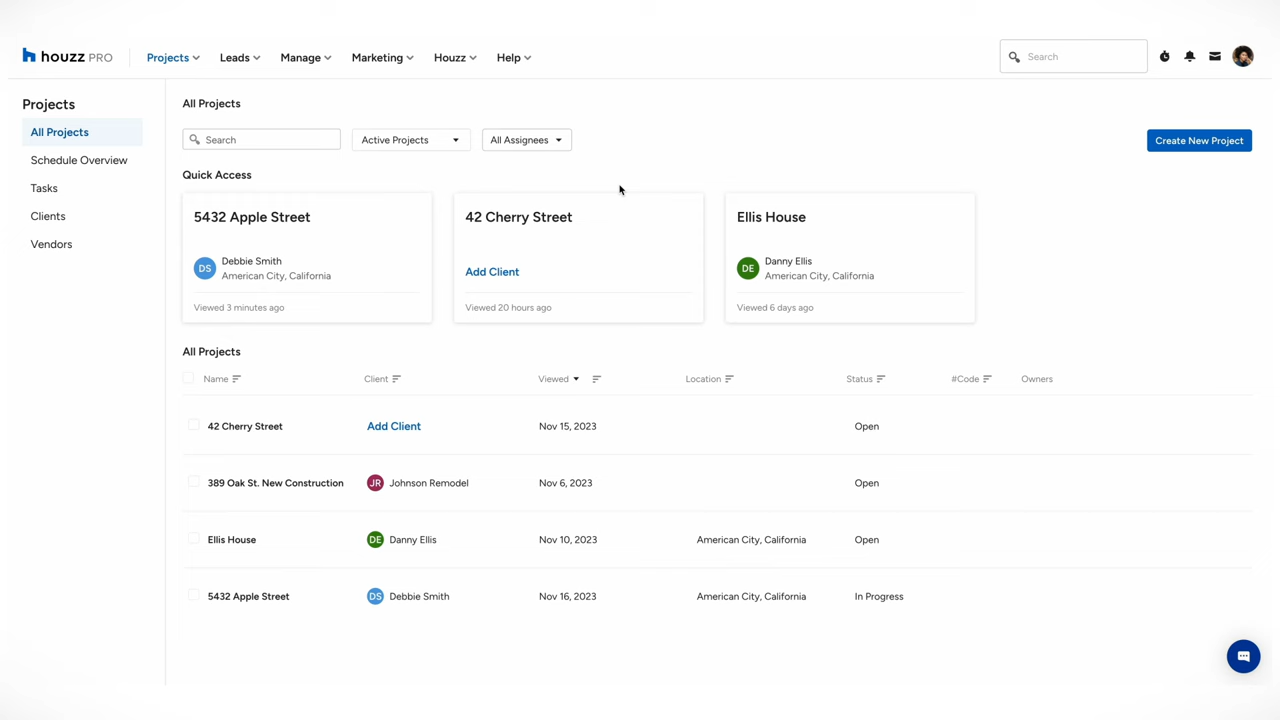 houzz PRO Projects Leads Manage Marketing Houzz Help Search
Projects
All Projects
Schedule Overview
Tasks
Clients
Vendors
All Projects
Search Active Projects All Assignees Create New Project
Quick Access
5432 Apple Street
DS Debbie Smith
American City, California
Viewed 3 minutes ago
42 Cherry Street
Add Client
Viewed 20 hours ago
Ellis House
DE Danny Ellis
American City, California
Viewed 6 days ago
All Projects
Name Client Viewed Location Status #Code Owners
42 Cherry Street Add Client Nov 15, 2023 Open
389 Oak St. New Construction JR Johnson Remodel Nov 6, 2023 Open
Ellis House DE Danny Ellis Nov 10, 2023 American City, California Open
5432 Apple Street DS Debbie Smith Nov 16, 2023 American City, California In Progress